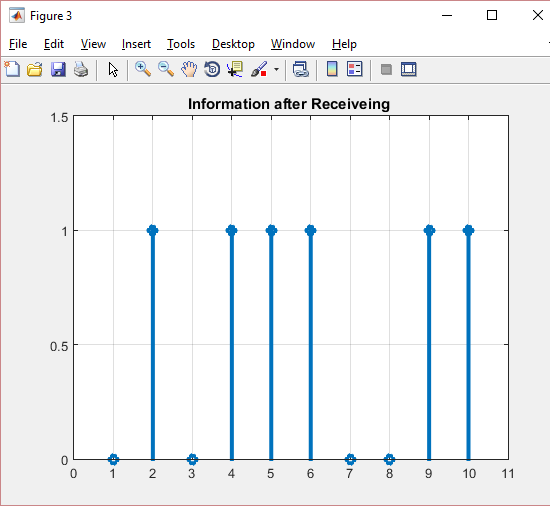 Figure 3
File Edit View Insert Tools Desktop Window Help
Information after Receiveing
1.5
1
0.5
0
0 1 2 3 4 5 6 7 8 9 10 11